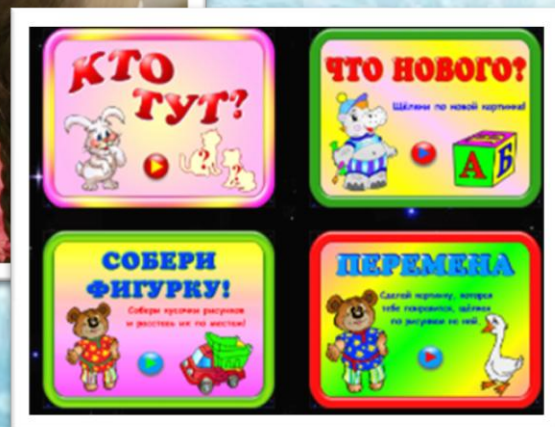 КТО
ТУТ?
ЧТО НОВОГО?
Щёлкни по новой картинке!
А Б
СОБЕРИ
ФИГУРКУ!
Собери кусочки рисунков
и расставь их по местам!
ПЕРЕМЕНА
Сделай картинку, которая
тебе понравится, щёлкая
по рисункам на ней.